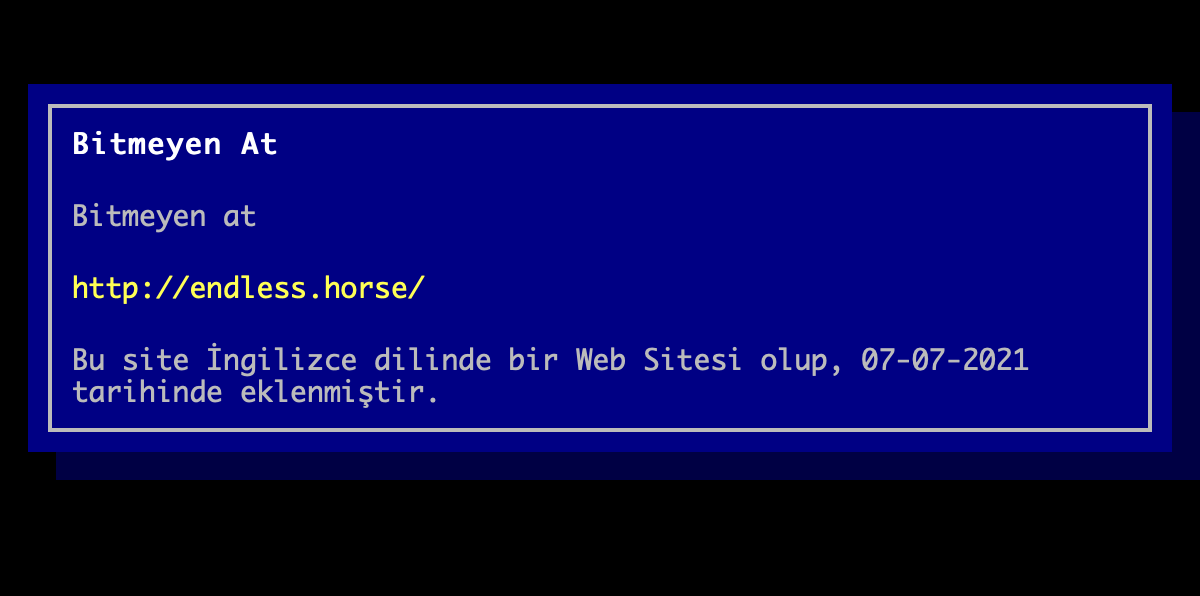 Bitmeyen At
Bitmeyen at
http://endless.horse/
Bu site İngilizce dilinde bir Web Sitesi olup, 07-07-2021
tarihinde eklenmiştir.